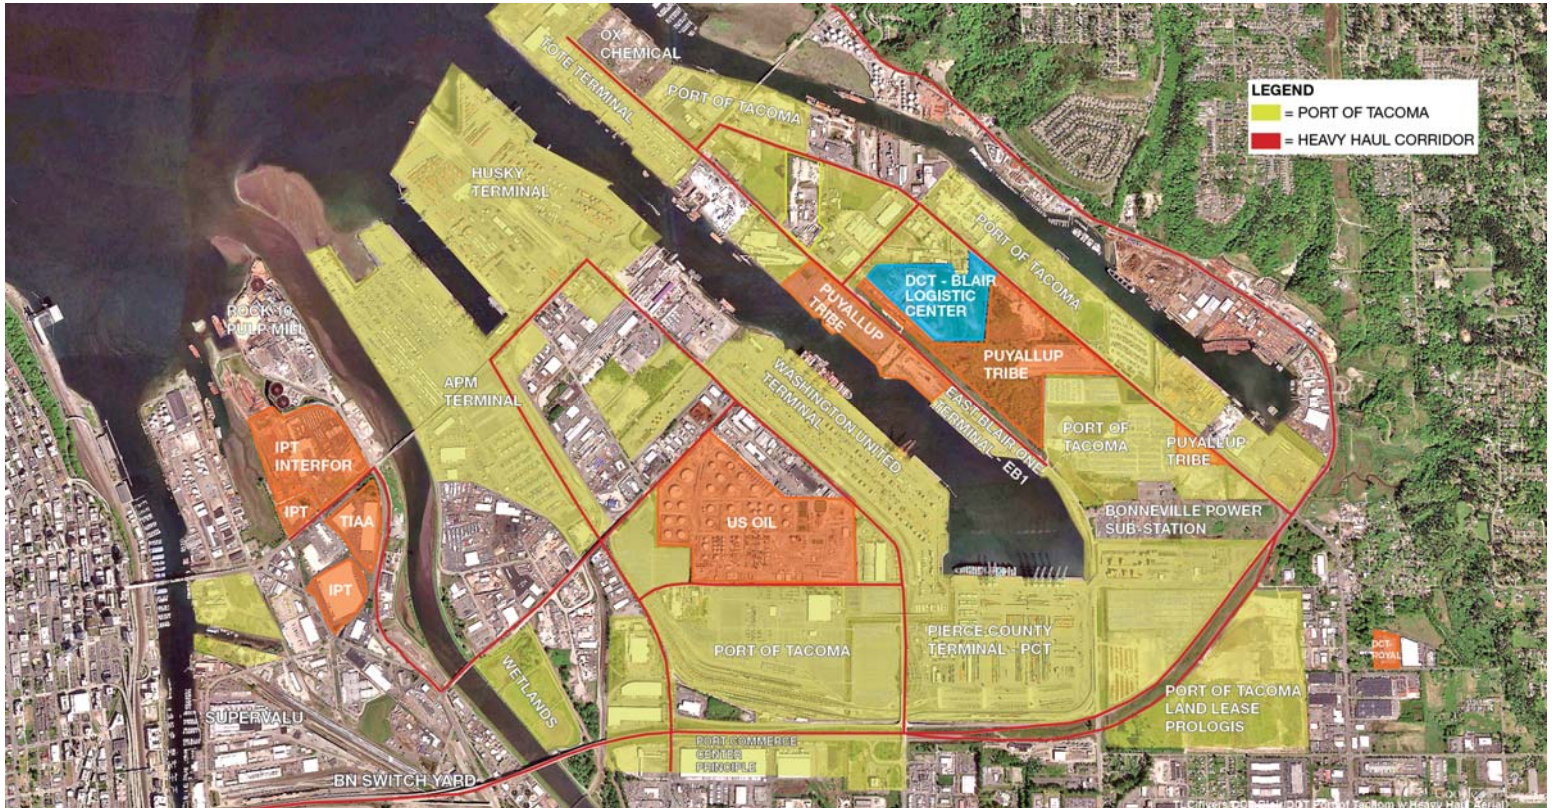 OXY
CHEMICAL
TOTE TERMINAL
PORT OF TACOMA
LEGEND
= PORT OF TACOMA
= HEAVY HAUL CORRIDOR
HUSKY
TERMINAL
PORT OF TACOMA
DCT - BLAIR
LOGISTIC
CENTER
PUYALLUP
TRIBE
ROCK-10
PULP MILL
PUYALLUP
TRIBE
APM
TERMINAL
WASHINGTON UNITED
TERMINAL
EAST BLAIR ONE
TERMINAL - EB1
PORT OF
TACOMA
PUYALLUP
TRIBE
IPT
INTERFOR
IPT
TIAA
US OIL
BONNEVILLE POWER
SUB-STATION
IPT
PORT OF TACOMA
PIERCE COUNTY
TERMINAL - PCT
DCT-
ROYAL
WETLANDS
PORT OF TACOMA
LAND LEASE
PROLOGIS
SUPERVALU
PORT COMMERCE
CENTER
PRINCIPLE
BN SWITCH YARD